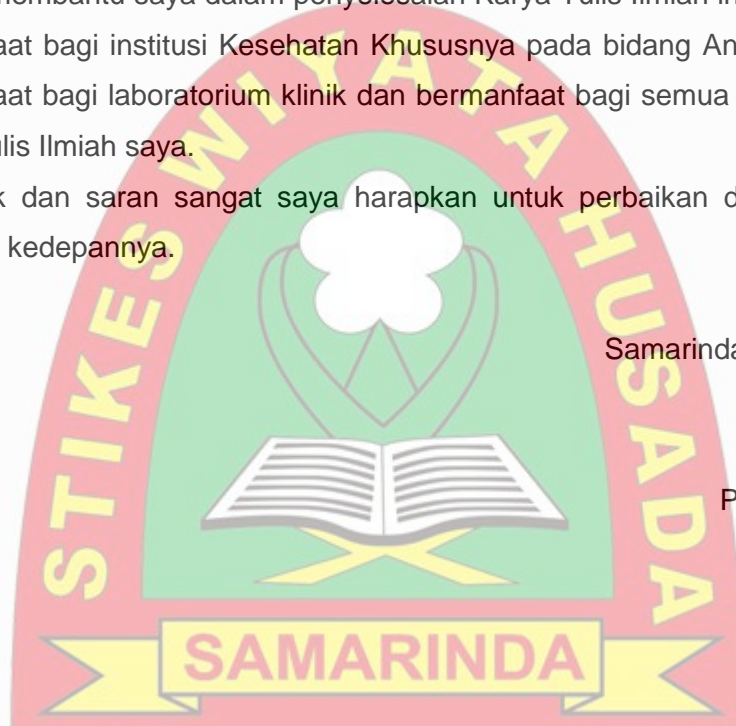 membantu saya dalam penyelesaian Karya Tulis Ilmiah
aat bagi institusi Kesehatan Khususnya pada bidang An
aat bagi laboratorium klinik dan bermanfaat bagi semua
ulis Ilmiah saya.
k dan saran sangat saya harapkan untuk perbaikan d
kedepannya.
Samarinda
P
STIKES WIYATA HUSADA
SAMARINDA